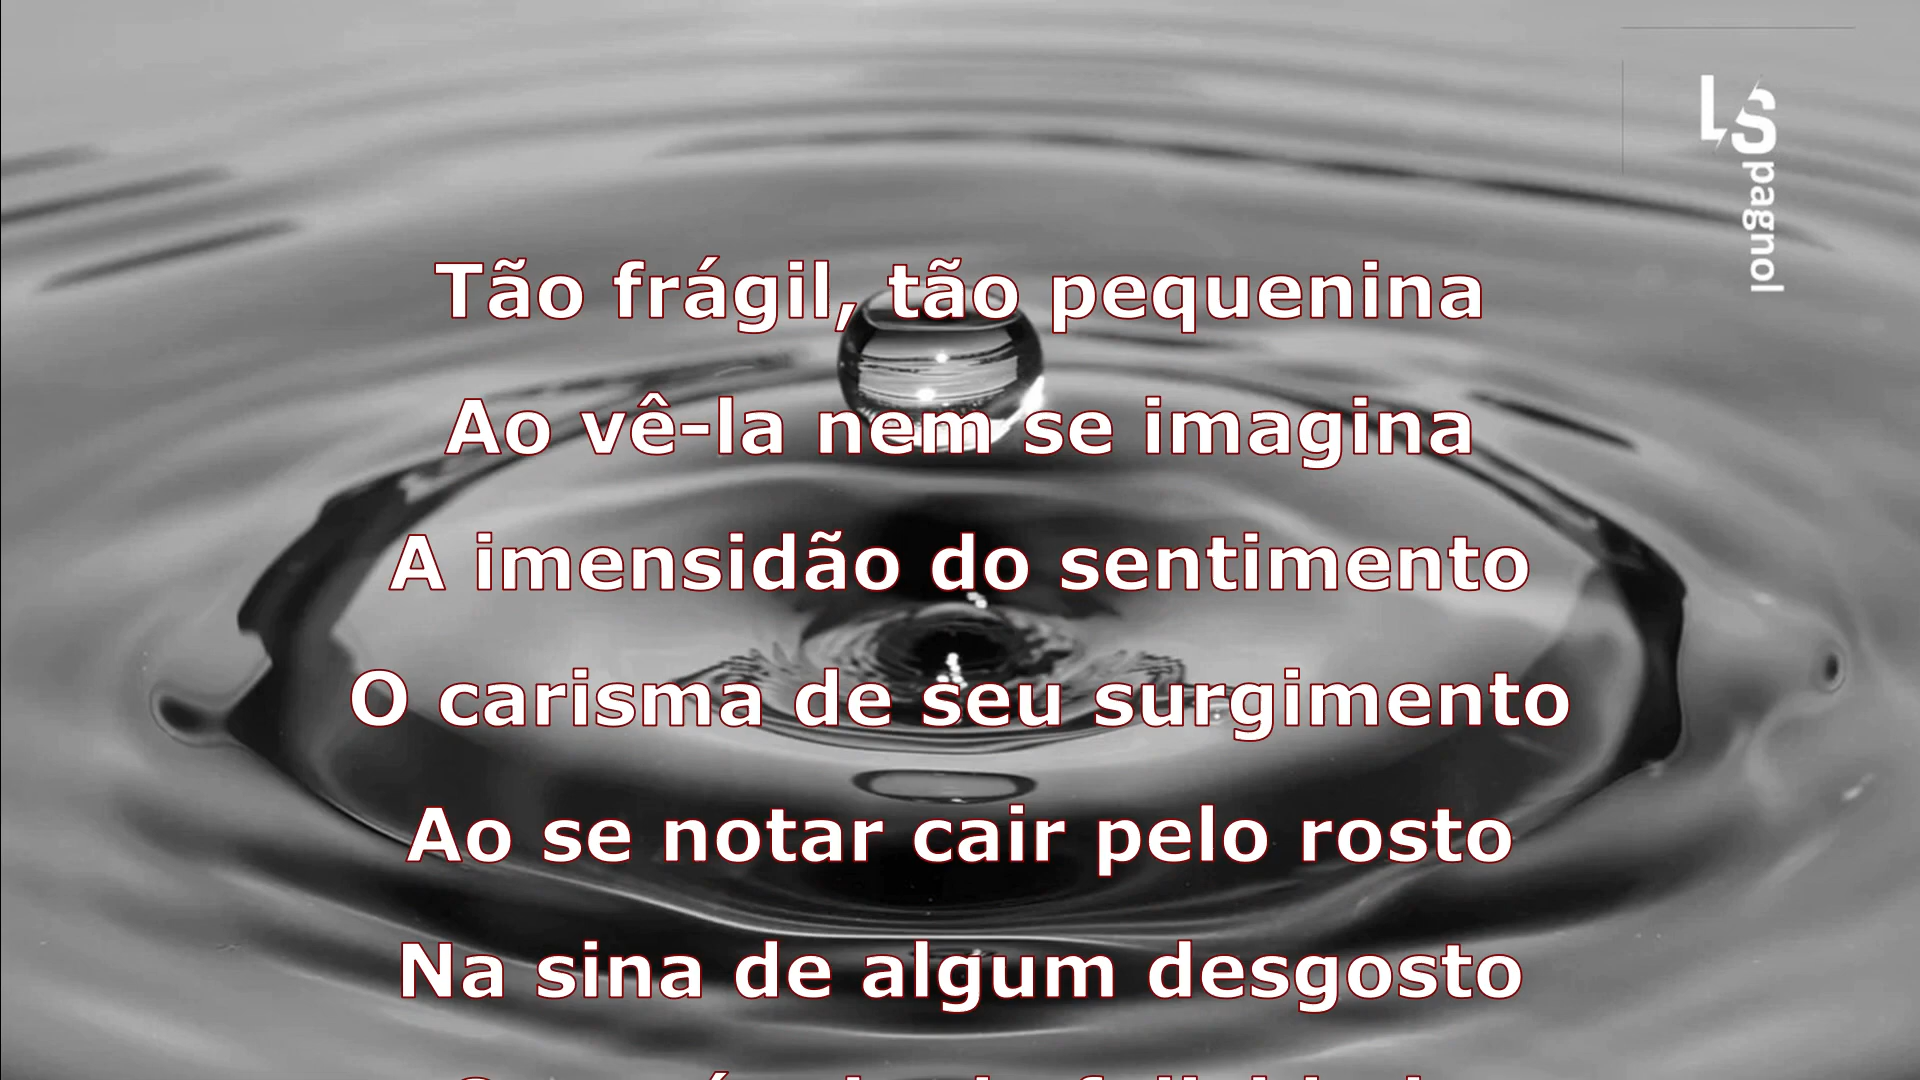 LS
pagnol
Tão frágil, tão pequenina
Ao vê-la nem se imagina
A imensidão do sentimento
O carisma de seu surgimento
Ao se notar cair pelo rosto
Na sina de algum desgosto